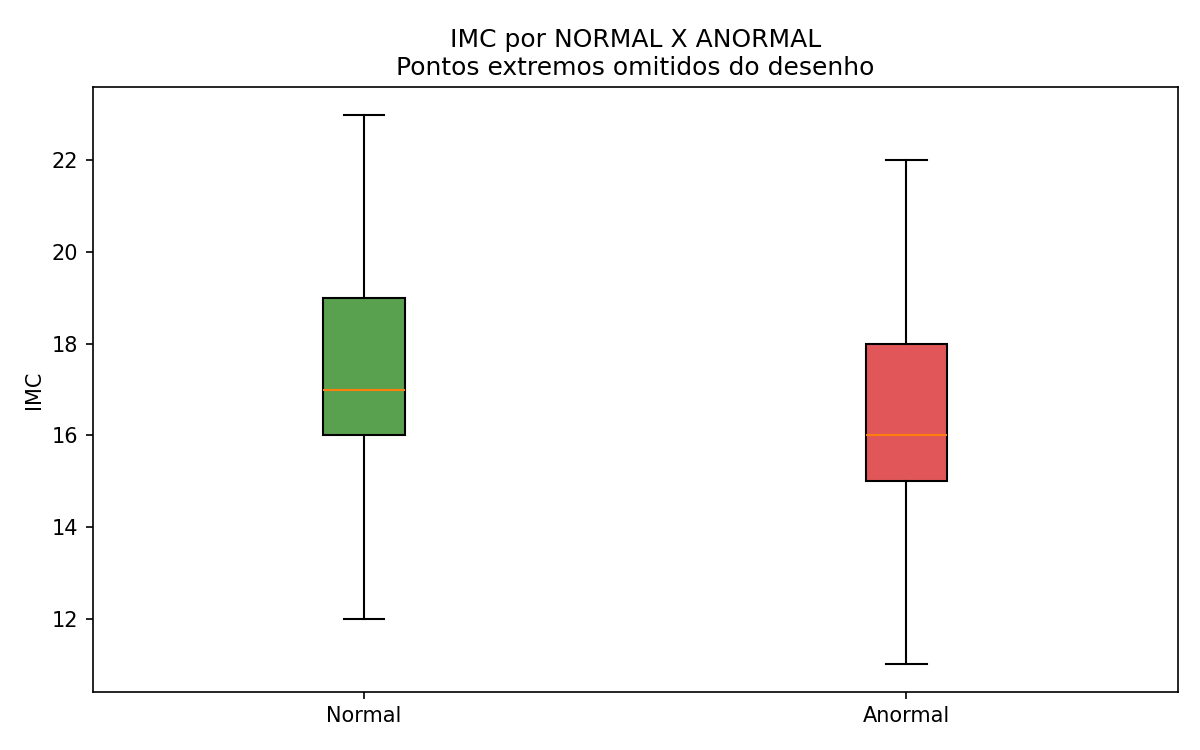 IMC por NORMAL X ANORMAL
Pontos extremos omitidos do desenho
IMC
22
20
18
16
14
12
Normal
Anormal